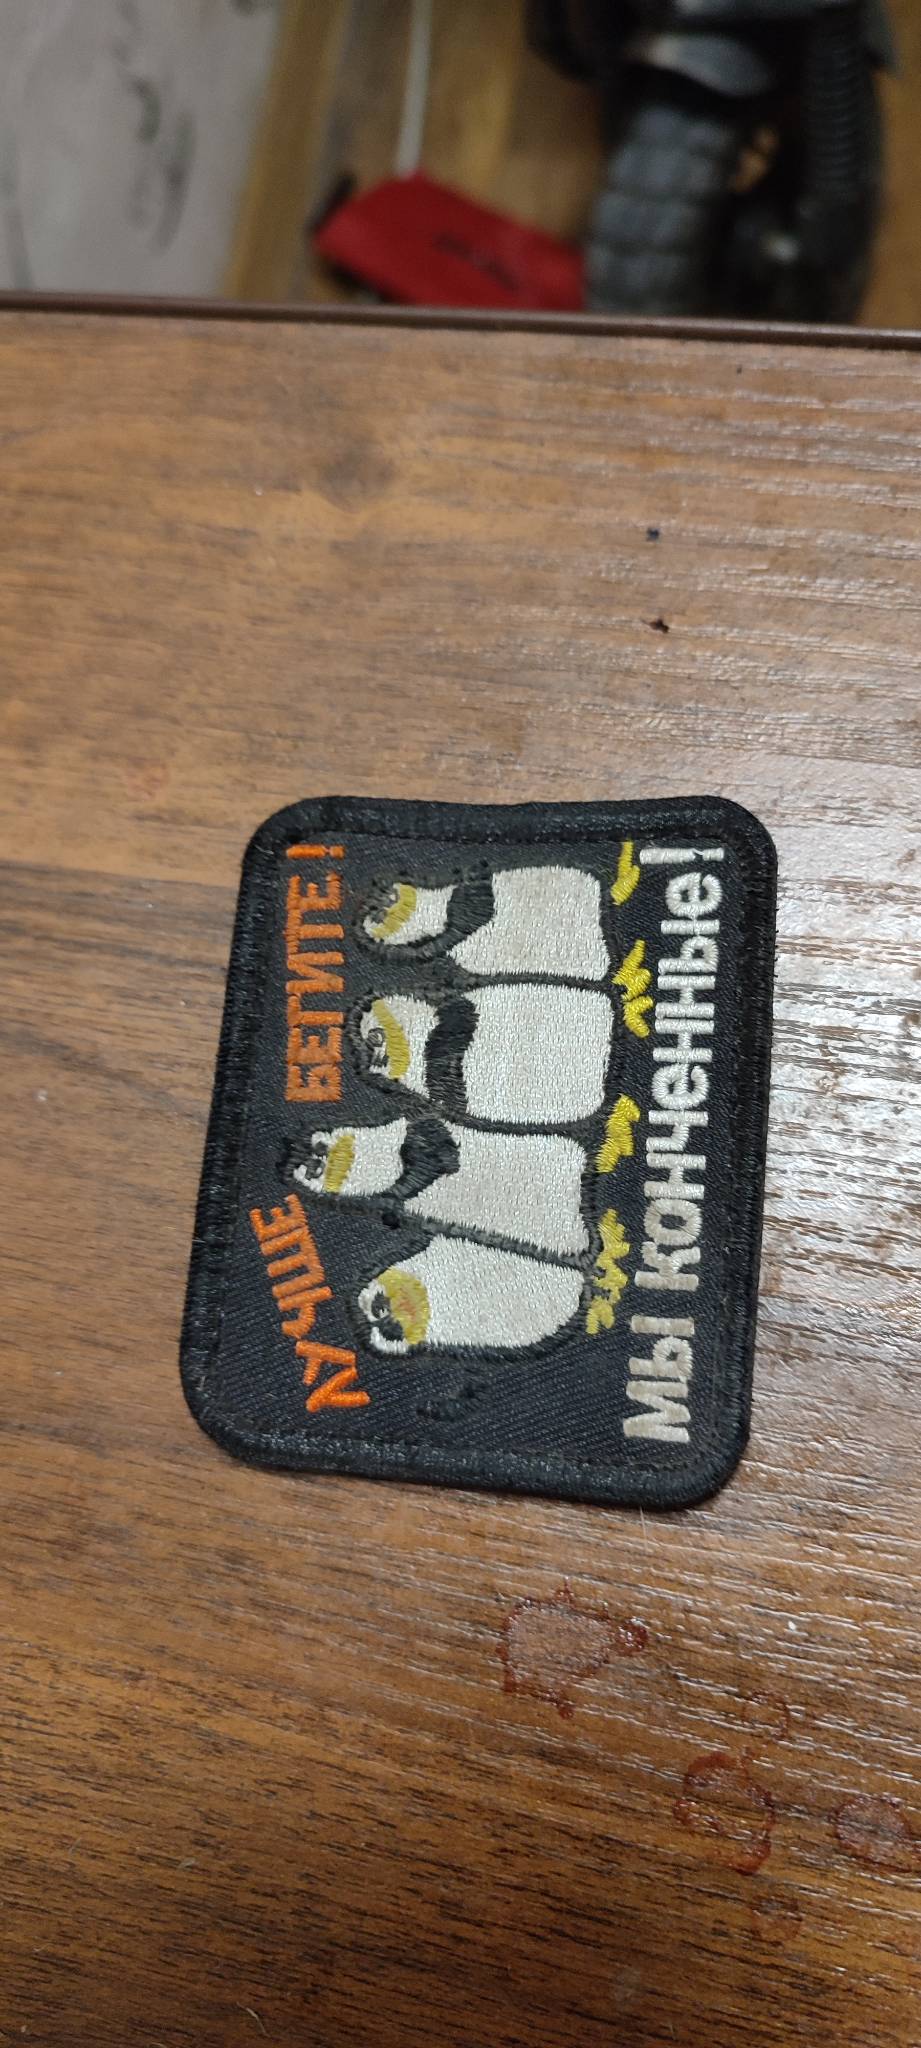 ЛУЧШЕ БЕГИТЕ!
Мы конченные!